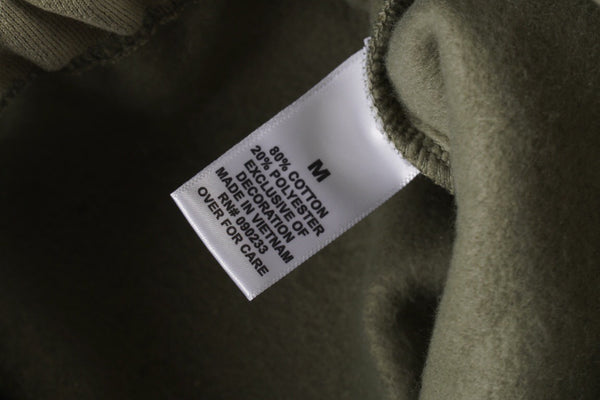 M
80% COTTON
20% POLYESTER
EXCLUSIVE OF
DECORATION
MADE IN VIETNAM
RN# 090233
OVER FOR CARE